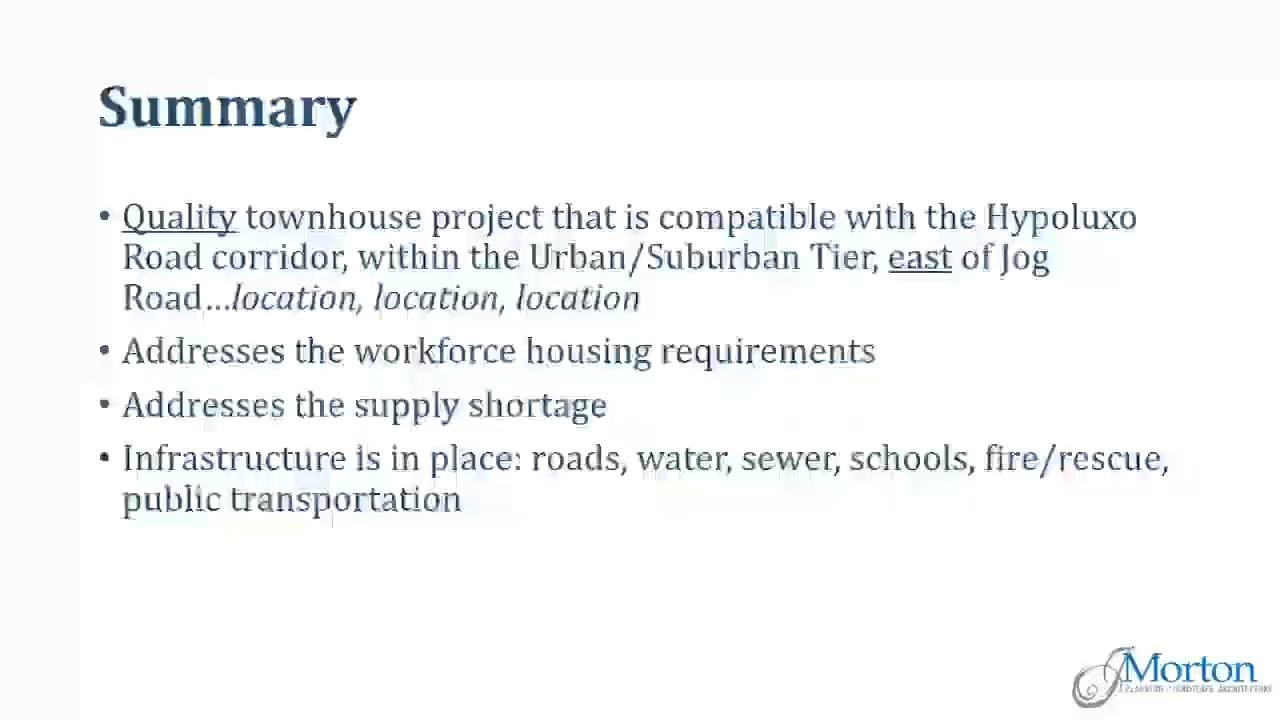 Summary
• Quality townhouse project that is compatible with the Hypoluxo
Road corridor, within the Urban/Suburban Tier, east of Jog
Road...location, location, location
• Addresses the workforce housing requirements
• Addresses the supply shortage
• Infrastructure is in place: roads, water, sewer, schools, fire/rescue,
public transportation
Morton